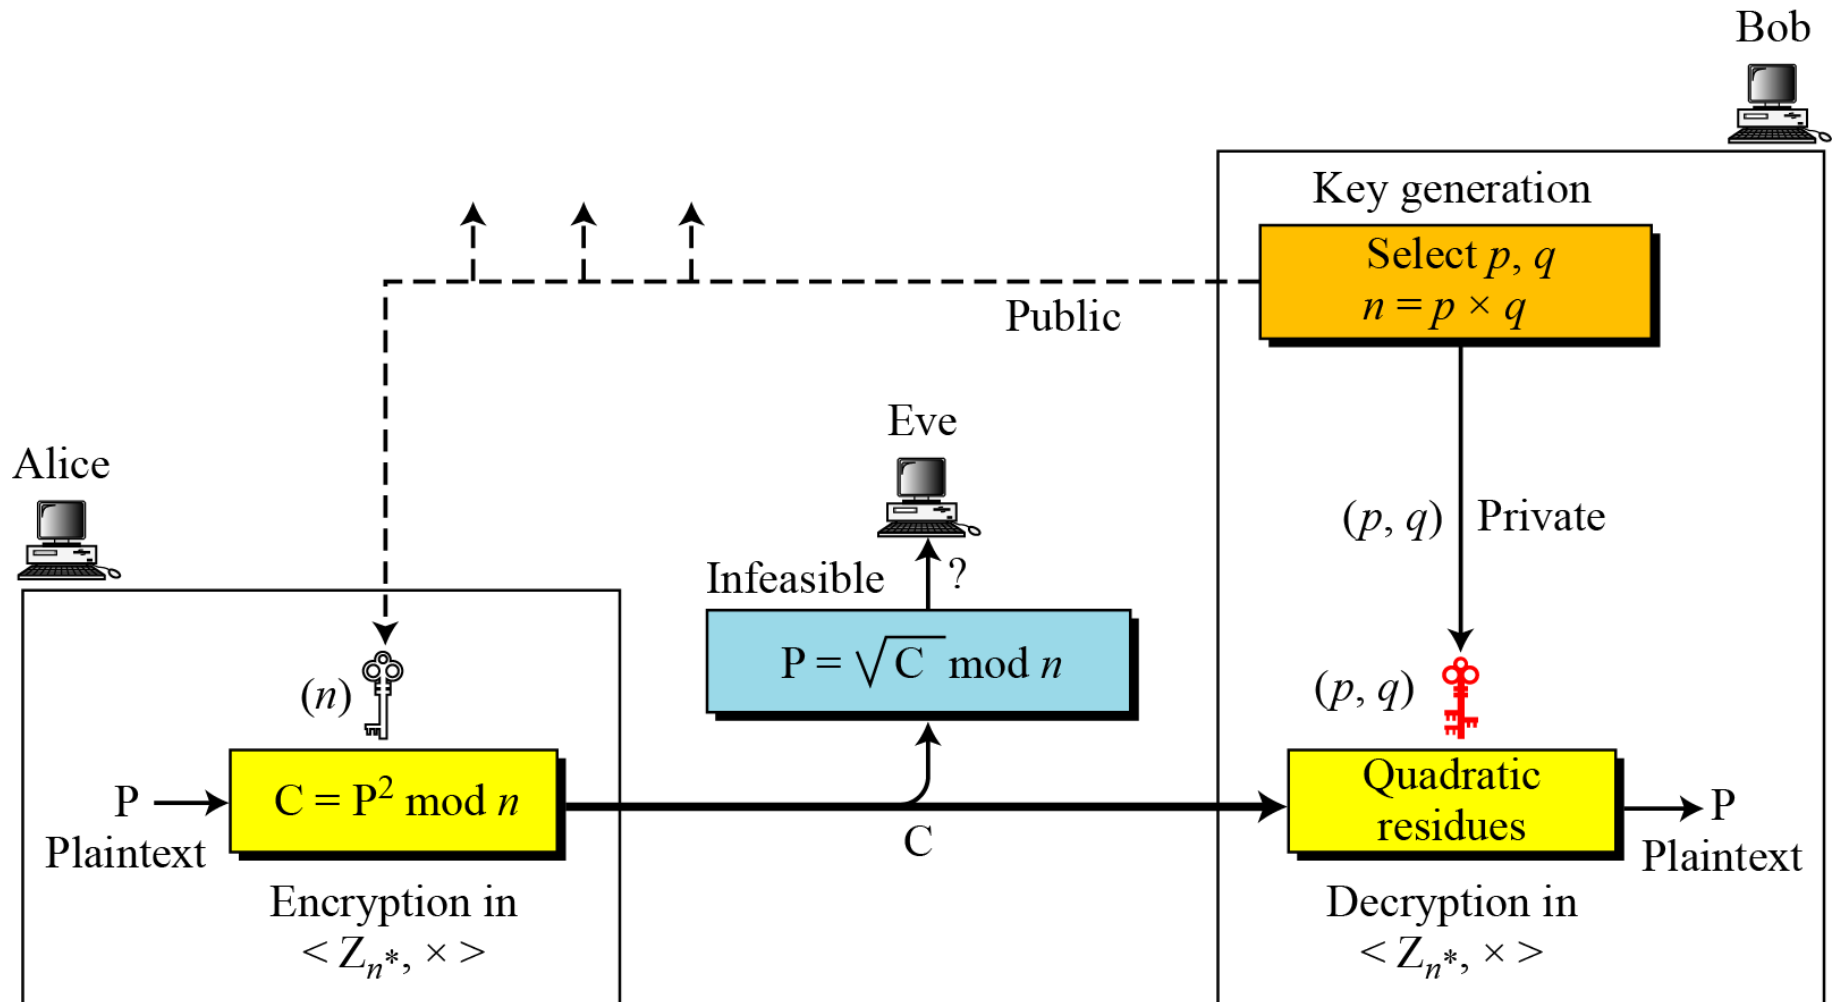 Bob
Key generation
Select p, q
n = p × q
Public
Eve
Alice
(p, q) Private
Infeasible ?
P = √C mod n
(n)
(p, q)
P
Plaintext
C = P² mod n
C
Quadratic
residues
P
Plaintext
Encryption in
< Zₙ*, × >
Decryption in
< Zₙ*, × >